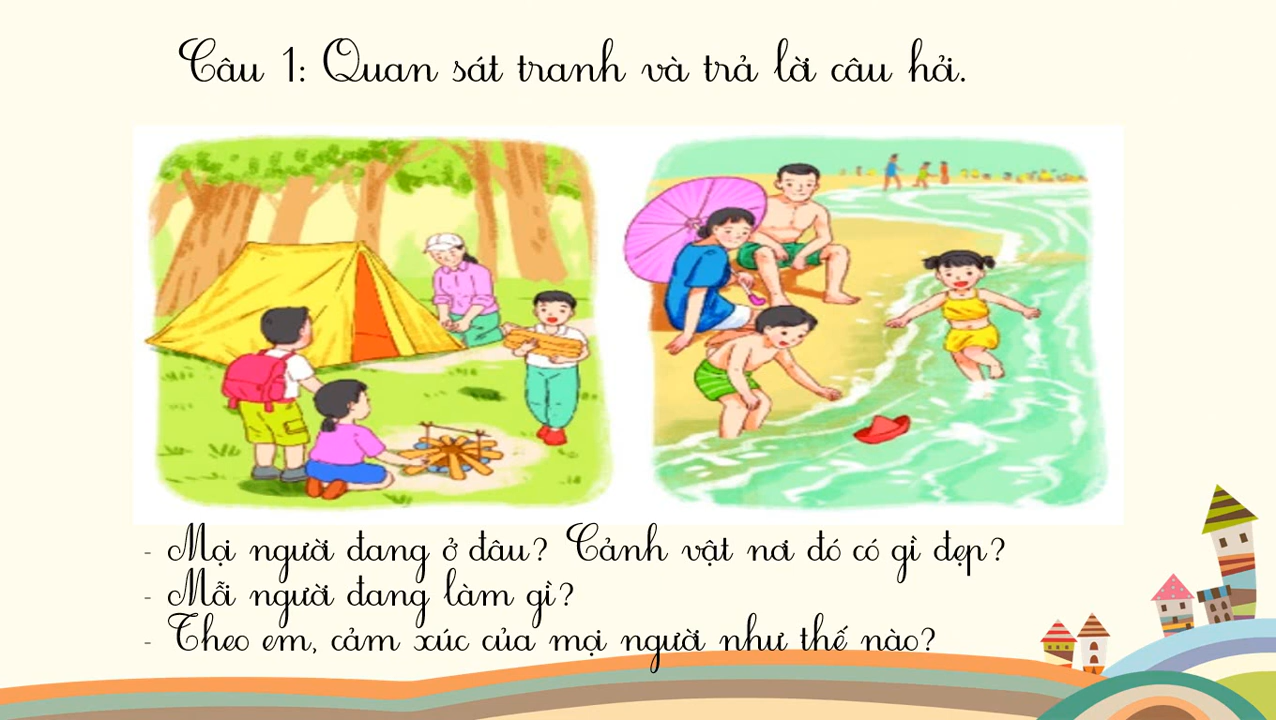 Câu 1: Quan sát tranh và trả lời câu hỏi.
- Mọi người đang ở đâu? Cảnh vật nơi đó có gì đẹp?
- Mỗi người đang làm gì?
- Theo em, cảm xúc của mọi người như thế nào?